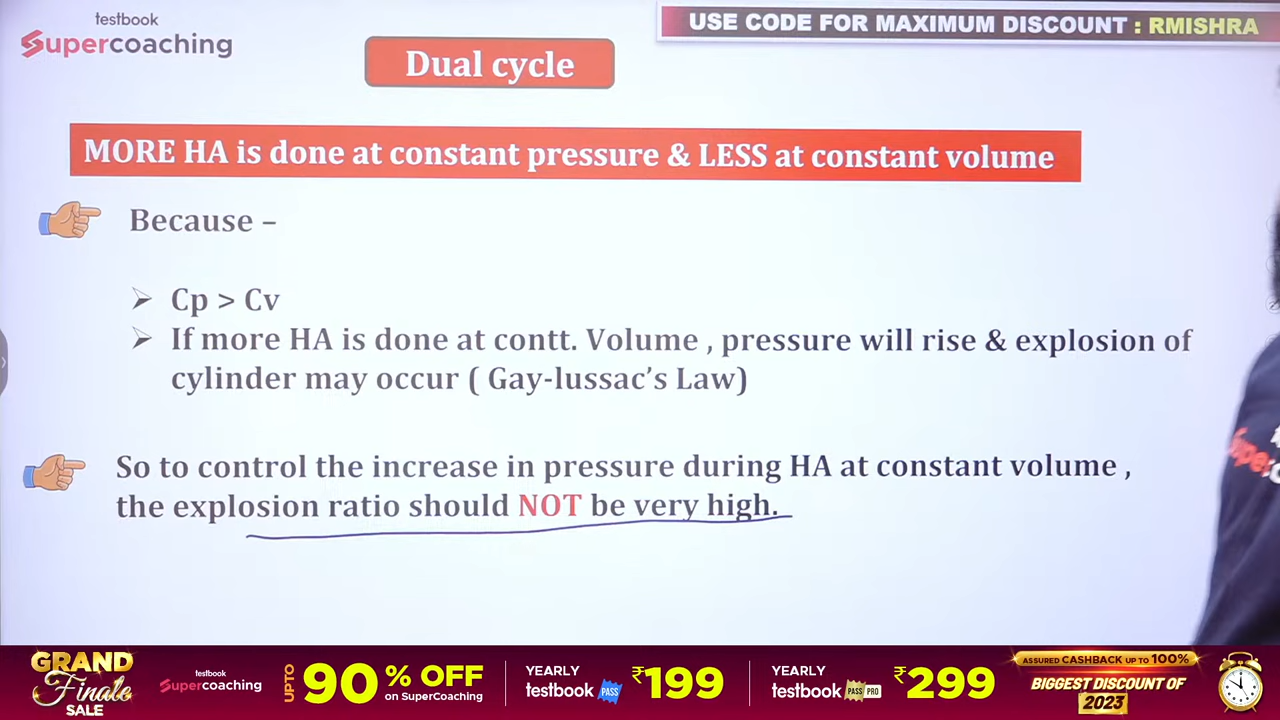 testbook
Supercoaching
USE CODE FOR MAXIMUM DISCOUNT : RMISHRA
Dual cycle
MORE HA is done at constant pressure & LESS at constant volume
Because –
Cp > Cv
If more HA is done at contt. Volume , pressure will rise & explosion of
cylinder may occur ( Gay-lussac's Law)
So to control the increase in pressure during HA at constant volume ,
the explosion ratio should NOT be very high.
GRAND
Finale
SALE
testbook
Supercoaching
UPTO 90% OFF
on SuperCoaching
YEARLY
testbook PASS
₹199
YEARLY
testbook PASS PRO
₹299
ASSURED CASHBACK UP TO 100%
BIGGEST DISCOUNT OF
2023